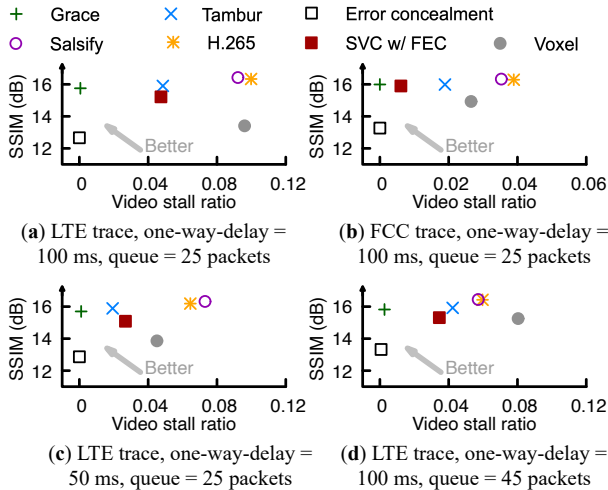 Grace Tambur Error concealment
Salsify H.265 SVC w/ FEC Voxel
SSIM (dB)
16
14
12
Better
0 0.04 0.08 0.12
Video stall ratio
(a) LTE trace, one-way-delay =
100 ms, queue = 25 packets
SSIM (dB)
16
14
12
Better
0 0.02 0.04 0.06
Video stall ratio
(b) FCC trace, one-way-delay =
100 ms, queue = 25 packets
SSIM (dB)
16
14
12
Better
0 0.04 0.08 0.12
Video stall ratio
(c) LTE trace, one-way-delay =
50 ms, queue = 25 packets
SSIM (dB)
16
14
12
Better
0 0.04 0.08 0.12
Video stall ratio
(d) LTE trace, one-way-delay =
100 ms, queue = 45 packets